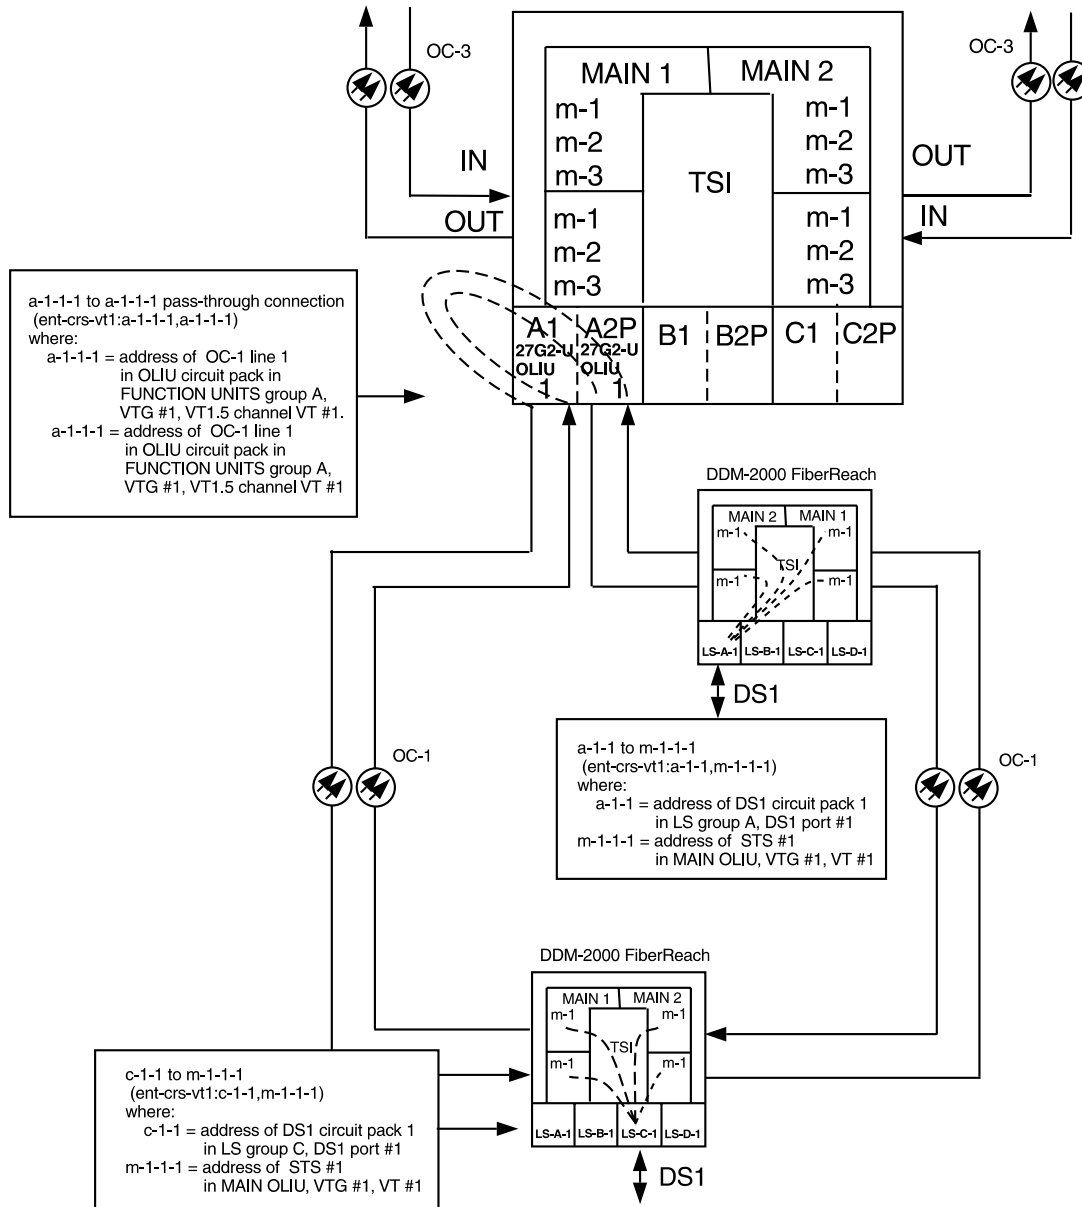 OC-3
OC-3
MAIN 1
MAIN 2
m-1
m-2
m-3
m-1
m-2
m-3
TSI
IN
OUT
OUT
IN
m-1
m-2
m-3
m-1
m-2
m-3
A1
27G2-U
OLIU
1
A2P
27G2-U
OLIU
1
B1
B2P
C1
C2P
a-1-1-1 to a-1-1-1 pass-through connection
(ent-crs-vt1:a-1-1-1,a-1-1-1)
where:
a-1-1-1 = address of OC-1 line 1
in OLIU circuit pack in
FUNCTION UNITS group A,
VTG #1, VT1.5 channel VT #1.
a-1-1-1 = address of OC-1 line 1
in OLIU circuit pack in
FUNCTION UNITS group A,
VTG #1, VT1.5 channel VT #1
DDM-2000 FiberReach
MAIN 2
MAIN 1
m-1
m-1
TSI
m-1
m-1
LS-A-1
LS-B-1
LS-C-1
LS-D-1
DS1
a-1-1 to m-1-1-1
(ent-crs-vt1:a-1-1,m-1-1-1)
where:
a-1-1 = address of DS1 circuit pack 1
in LS group A, DS1 port #1
m-1-1-1 = address of STS #1
in MAIN OLIU, VTG #1, VT #1
OC-1
OC-1
DDM-2000 FiberReach
MAIN 1
MAIN 2
m-1
m-1
TSI
m-1
m-1
LS-A-1
LS-B-1
LS-C-1
LS-D-1
DS1
c-1-1 to m-1-1-1
(ent-crs-vt1:c-1-1,m-1-1-1)
where:
c-1-1 = address of DS1 circuit pack 1
in LS group C, DS1 port #1
m-1-1-1 = address of STS #1
in MAIN OLIU, VTG #1, VT #1